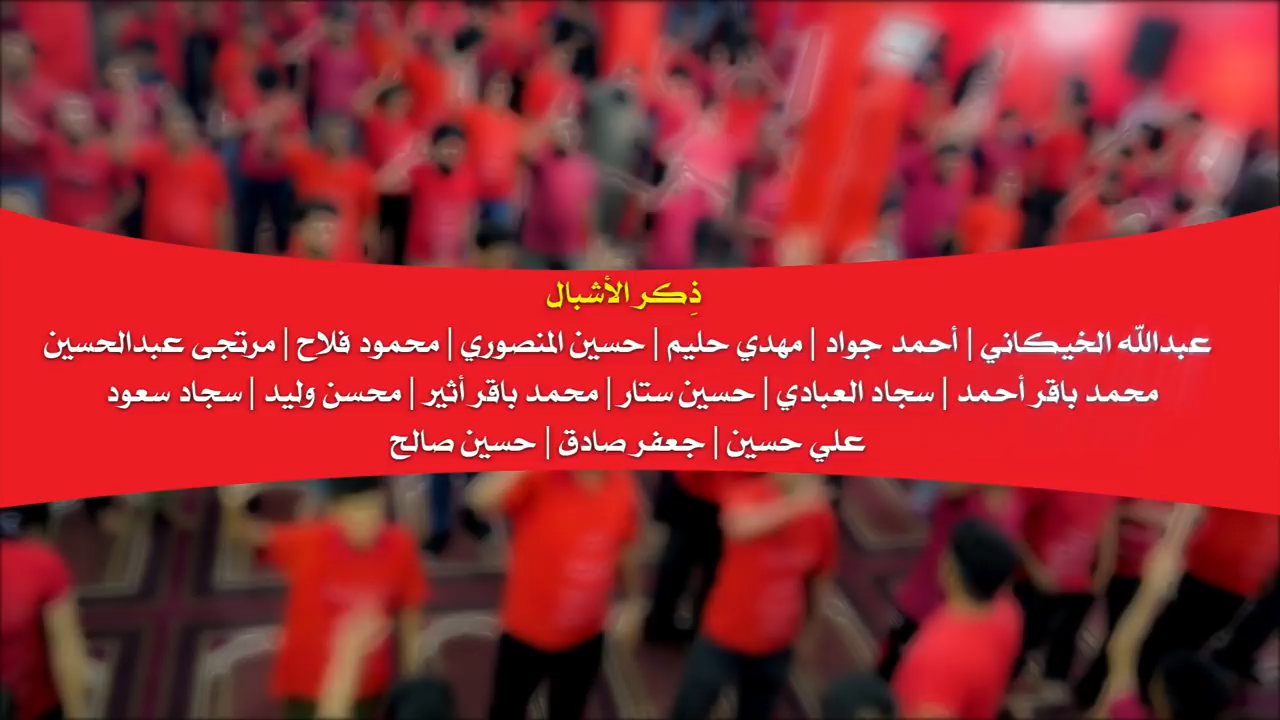 ذِكر الأشبال
عبدالله الخيكاني | أحمد جواد | مهدي حليم | حسين المنصوري | محمود فلاح | مرتجى عبدالحسين
محمد باقر أحمد | سجاد العبادي | حسين ستار | محمد باقر أثير | محسن وليد | سجاد سعود
علي حسين | جعفر صادق | حسين صالح